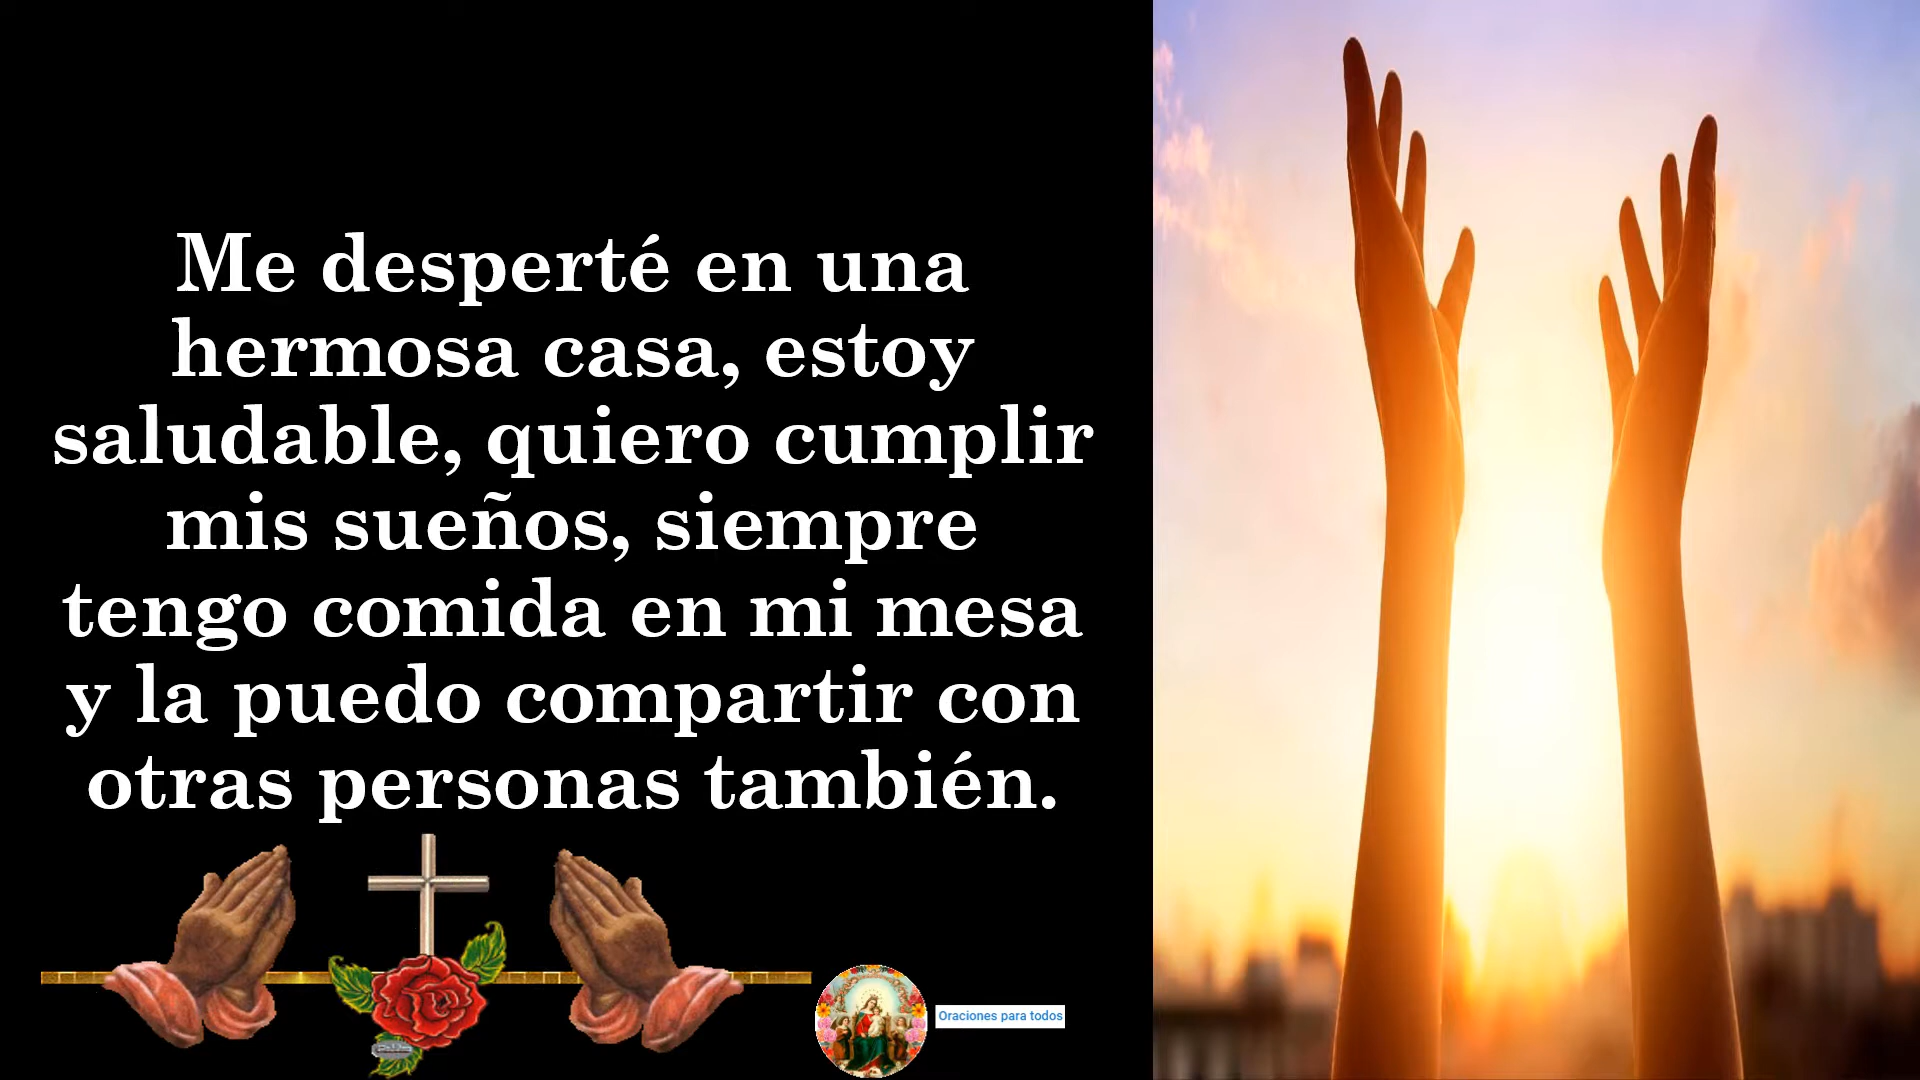 Me desperté en una
hermosa casa, estoy
saludable, quiero cumplir
mis sueños, siempre
tengo comida en mi mesa
y la puedo compartir con
otras personas también.
Oraciones para todos